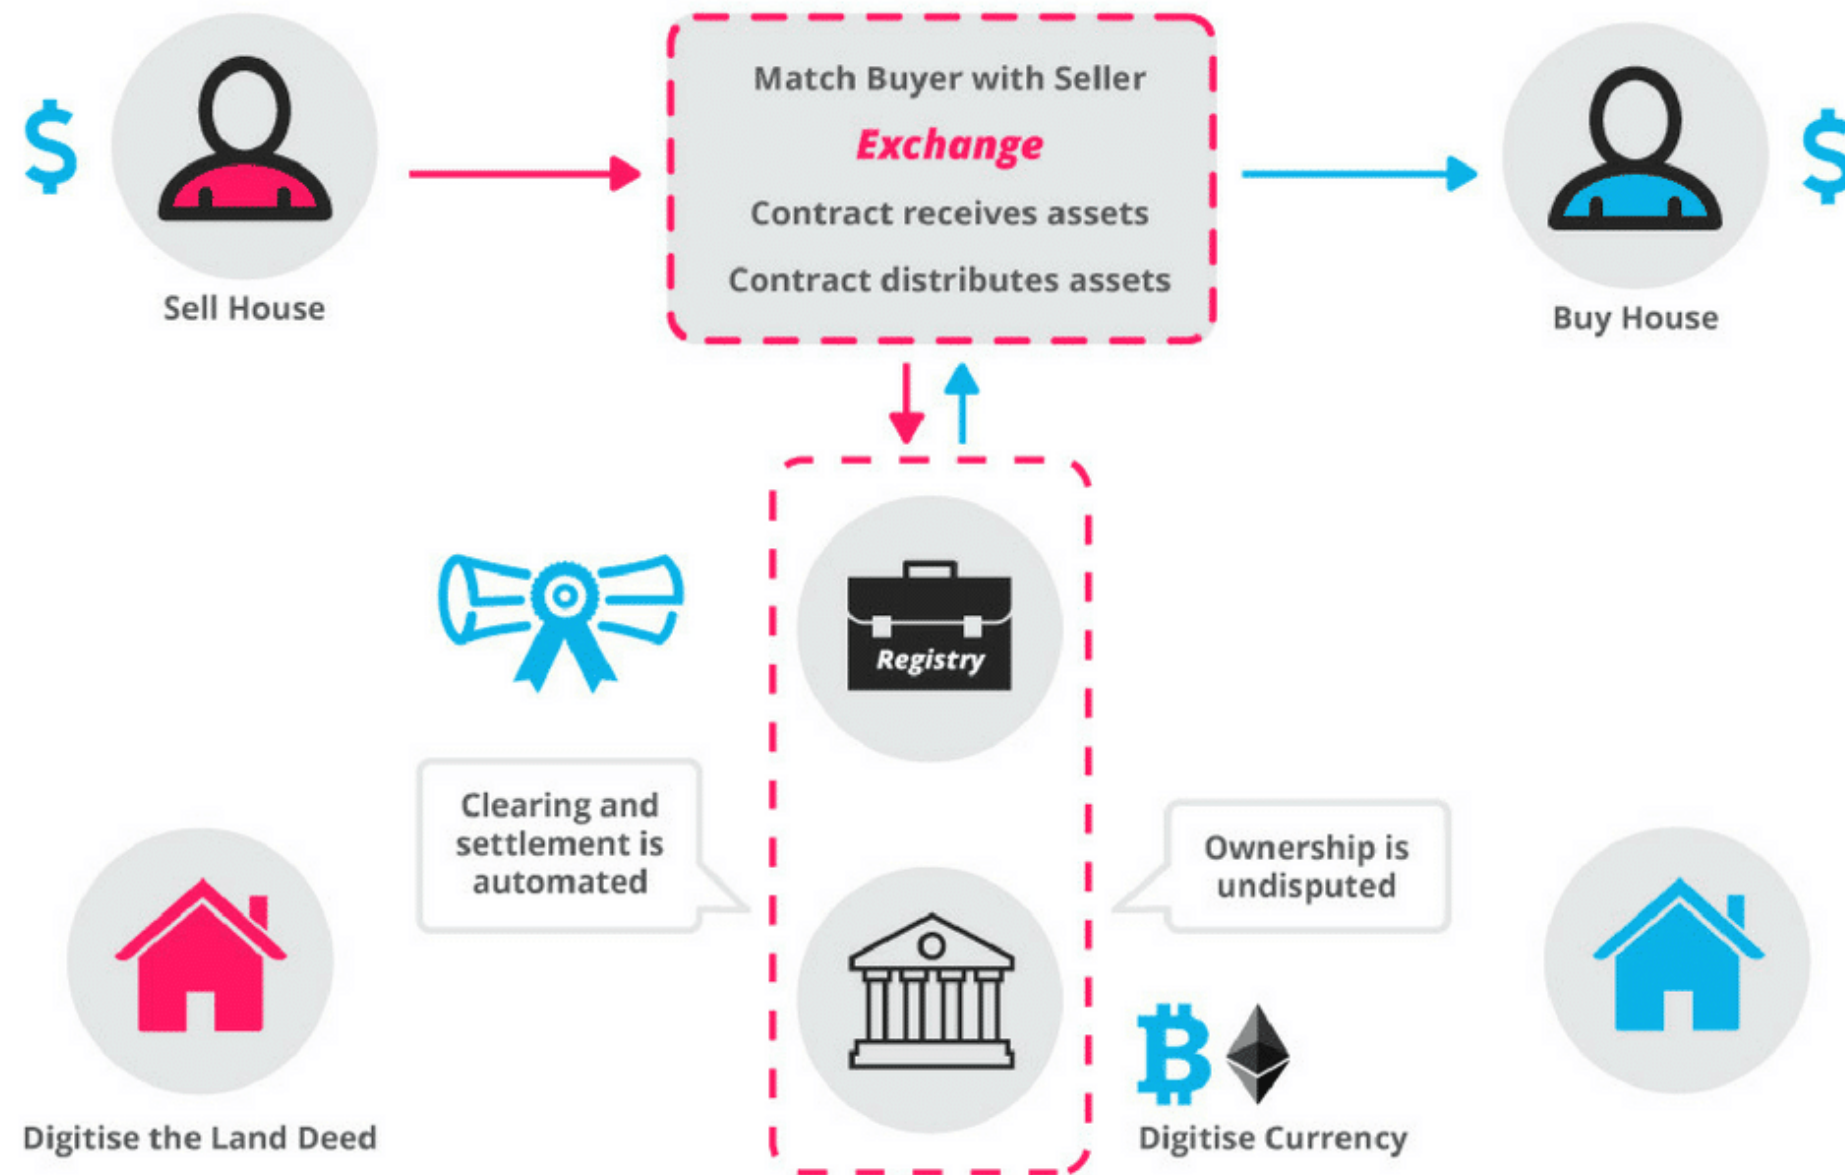 $
Sell House
Match Buyer with Seller
Exchange
Contract receives assets
Contract distributes assets
$
Buy House
Registry
Clearing and
settlement is
automated
Ownership is
undisputed
Digitise the Land Deed
Digitise Currency